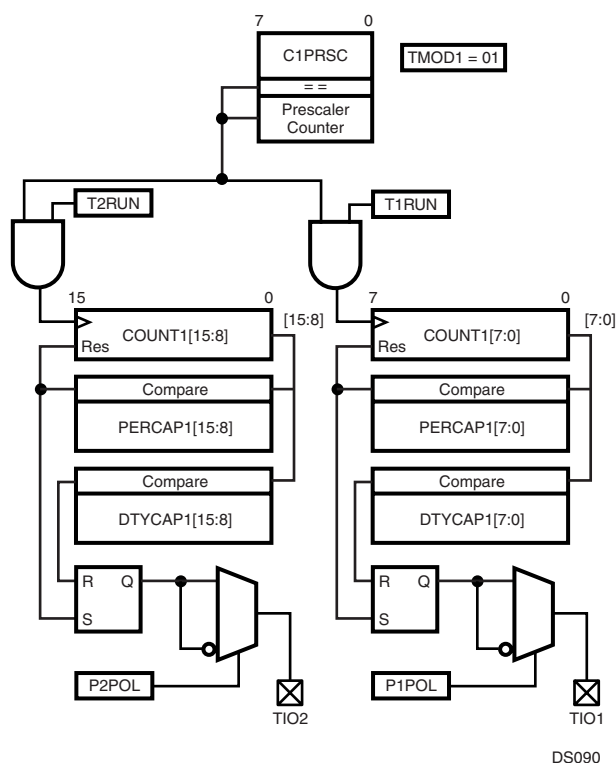 7 0
C1PRSC
TMOD1 = 01
= =
Prescaler
Counter
T2RUN
T1RUN
15 0
[15:8]
7 0
[7:0]
COUNT1[15:8]
Res
COUNT1[7:0]
Res
Compare
PERCAP1[15:8]
Compare
PERCAP1[7:0]
Compare
DTYCAP1[15:8]
Compare
DTYCAP1[7:0]
R Q
S
R Q
S
P2POL
P1POL
TIO2
TIO1
DS090